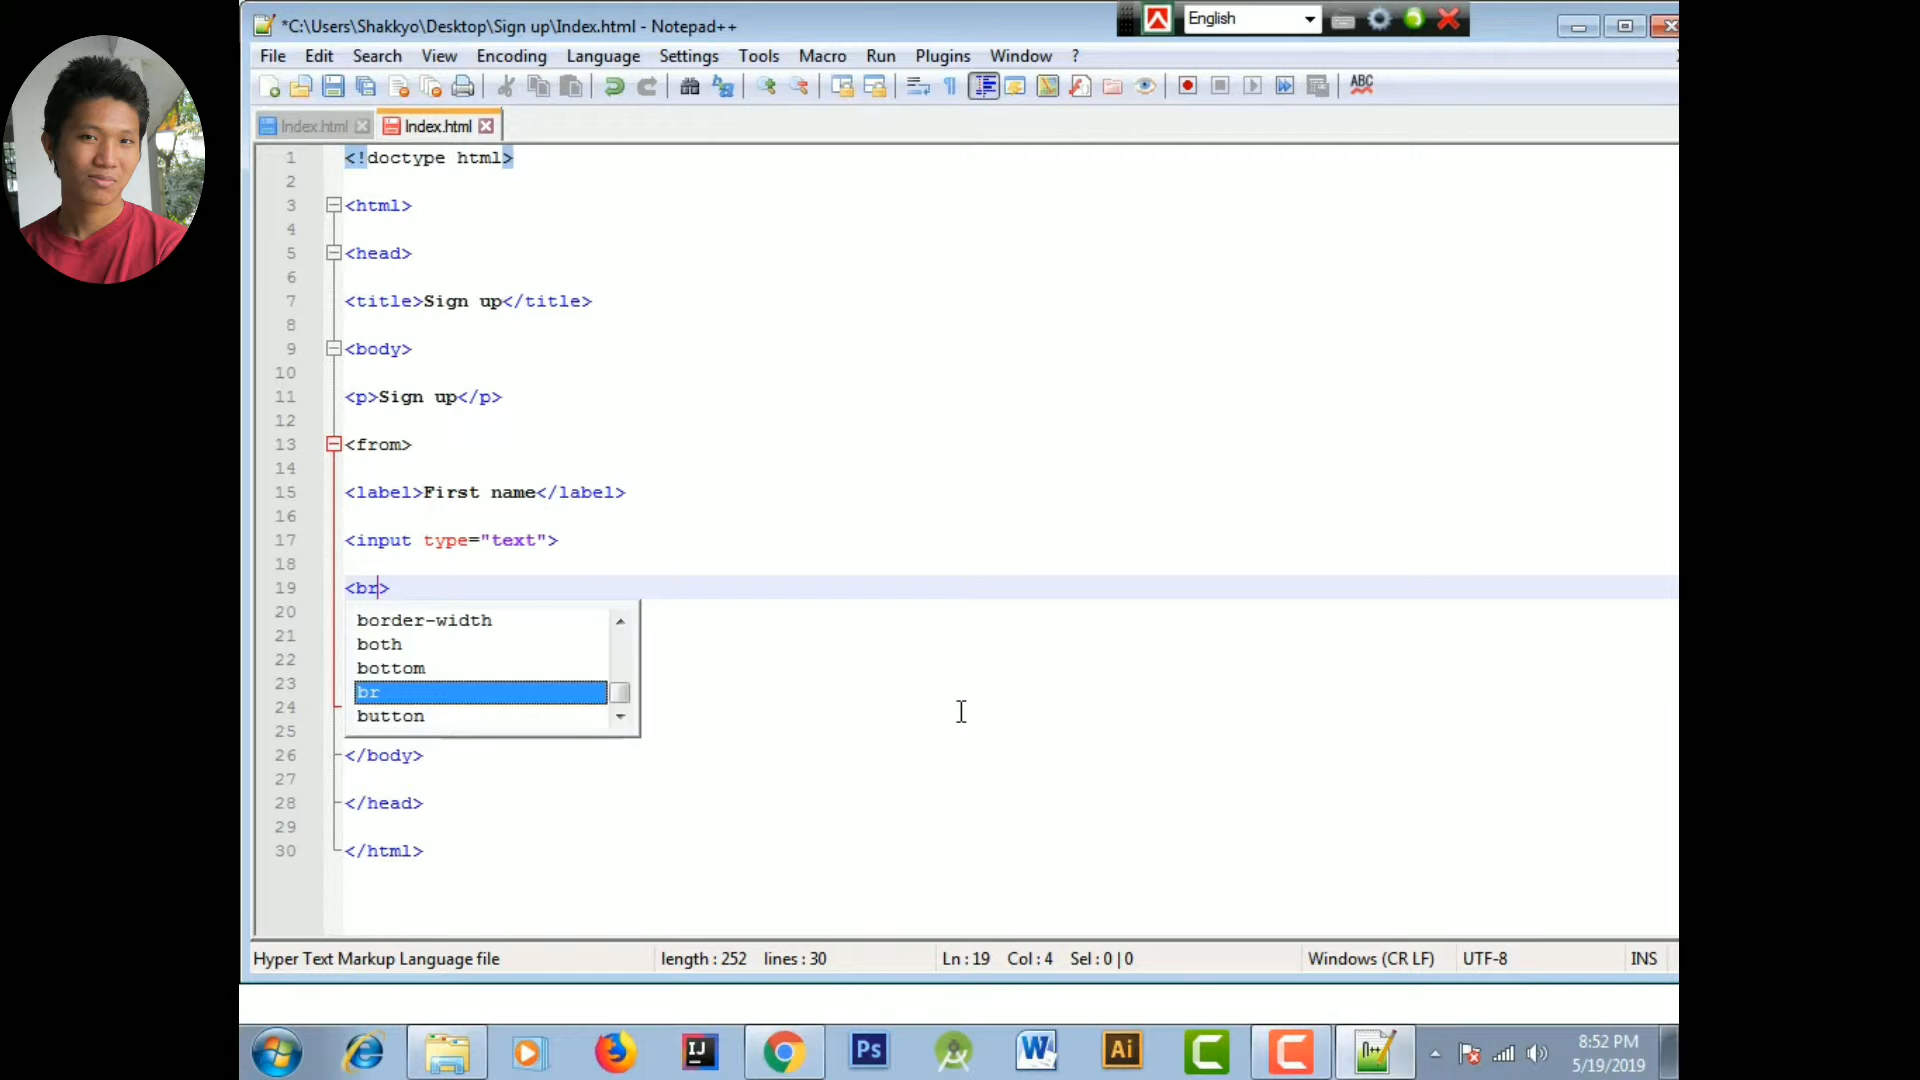 *C:\Users\Shakkyo\Desktop\Sign up\Index.html - Notepad++
English
File Edit Search View Encoding Language Settings Tools Macro Run Plugins Window ?
ABC
Index.html Index.html
1 <!doctype html>
2
3 <html>
4
5 <head>
6
7 <title>Sign up</title>
8
9 <body>
10
11 <p>Sign up</p>
12
13 <from>
14
15 <label>First name</label>
16
17 <input type="text">
18
19 <br>
20 border-width
21 both
22 bottom
23 br
24 button
25
26 </body>
27
28 </head>
29
30 </html>
Hyper Text Markup Language file length : 252 lines : 30 Ln : 19 Col : 4 Sel : 0 | 0 Windows (CR LF) UTF-8 INS
IJ Ps W Ai n++
8:52 PM
5/19/2019